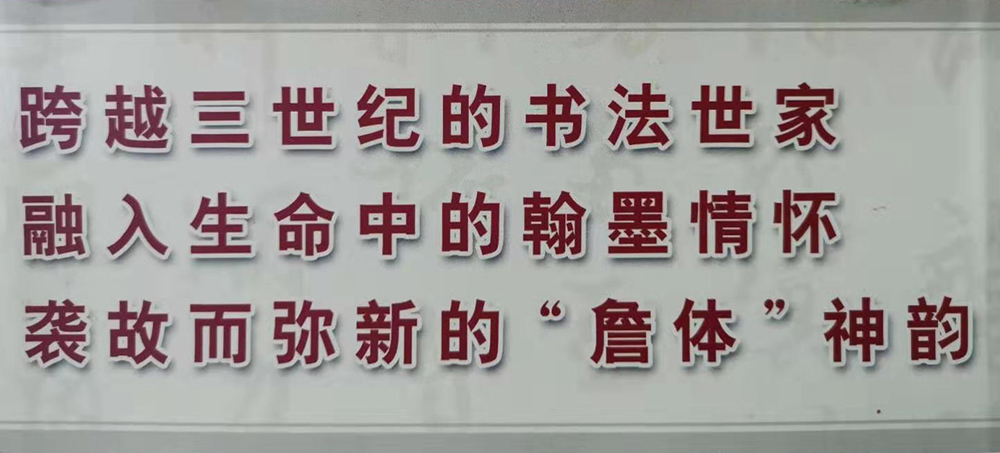 跨越三世纪的书法世家
融入生命中的翰墨情怀
袭故而弥新的“詹体”神韵